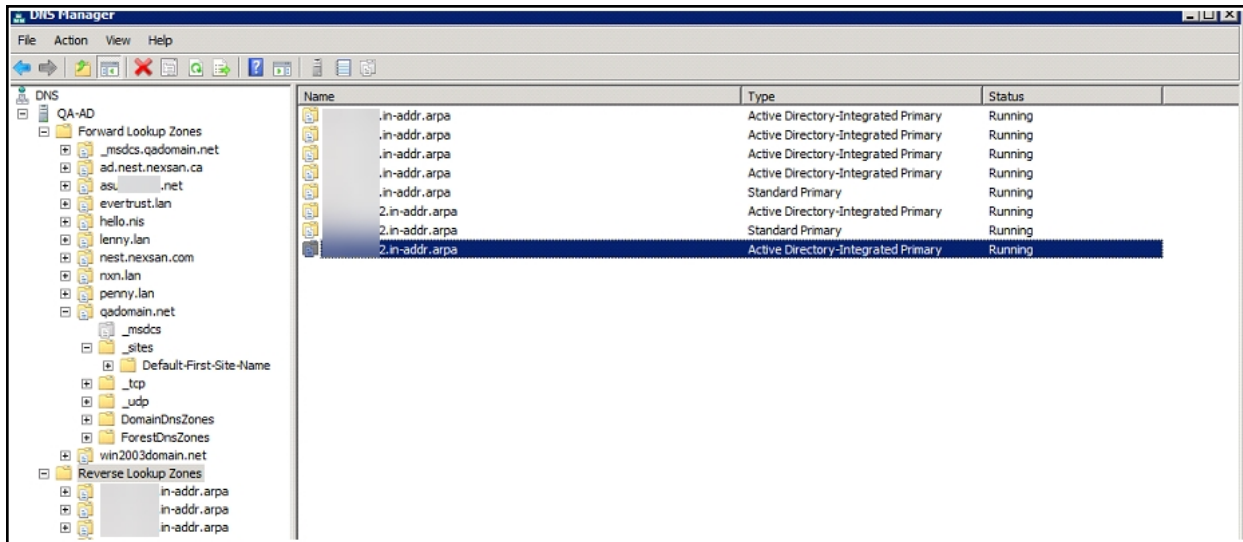 DNS Manager
File Action View Help
DNS
QA-AD
Forward Lookup Zones
_msdcs.qadomain.net
ad.nest.nexsan.ca
asu .net
evertrust.lan
hello.nis
lenny.lan
nest.nexsan.com
nxn.lan
penny.lan
qadomain.net
_msdcs
_sites
Default-First-Site-Name
_tcp
_udp
DomainDnsZones
ForestDnsZones
win2003domain.net
Reverse Lookup Zones
.in-addr.arpa
.in-addr.arpa
.in-addr.arpa
Name Type Status
.in-addr.arpa Active Directory-Integrated Primary Running
.in-addr.arpa Active Directory-Integrated Primary Running
.in-addr.arpa Active Directory-Integrated Primary Running
.in-addr.arpa Active Directory-Integrated Primary Running
.in-addr.arpa Standard Primary Running
2.in-addr.arpa Active Directory-Integrated Primary Running
2.in-addr.arpa Standard Primary Running
2.in-addr.arpa Active Directory-Integrated Primary Running